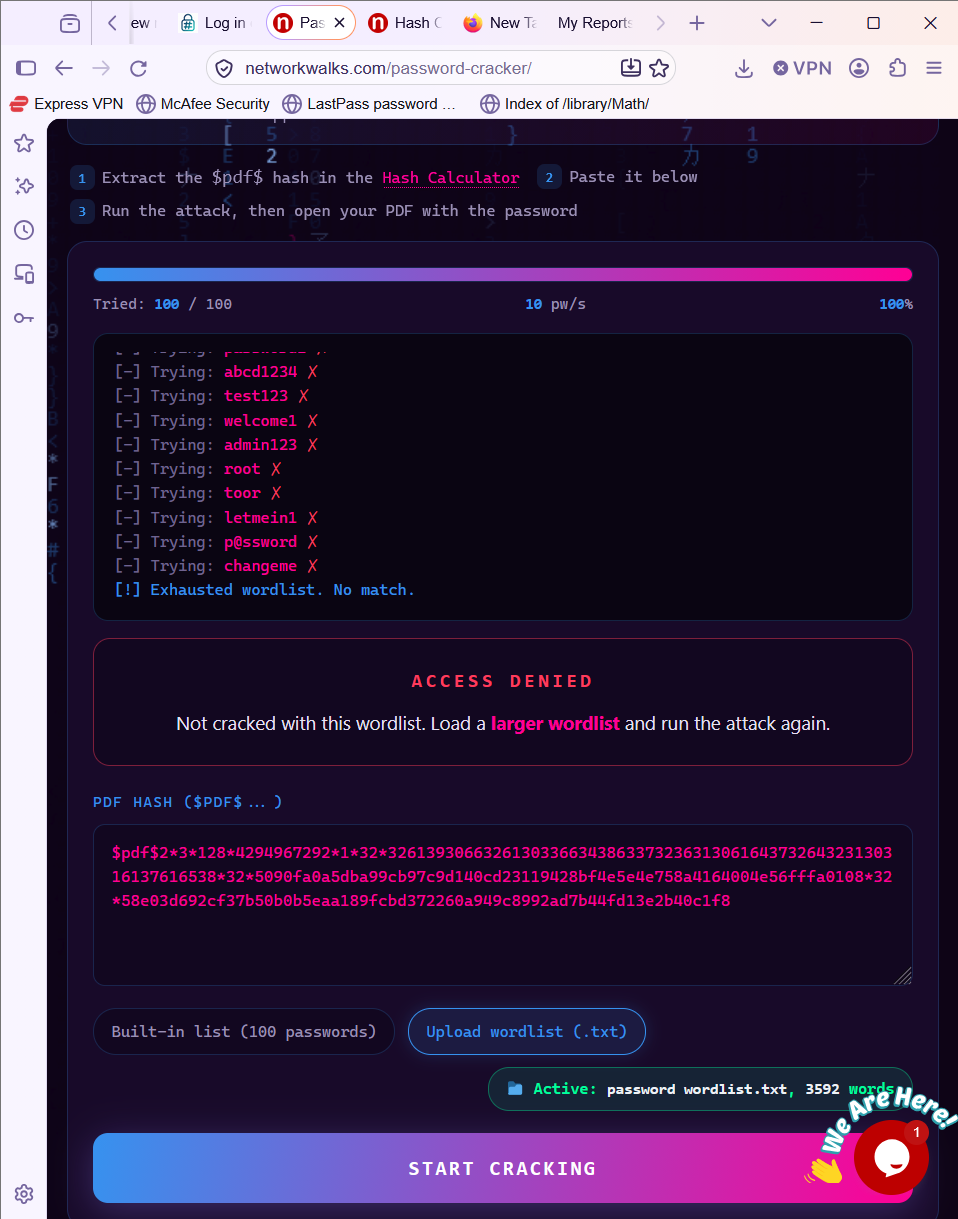 ew
Log in
Pas
Hash C
New Ta
My Reports
networkwalks.com/password-cracker/
VPN
Express VPN
McAfee Security
LastPass password ...
Index of /library/Math/
1 Extract the $pdf$ hash in the Hash Calculator 2 Paste it below
3 Run the attack, then open your PDF with the password
Tried: 100 / 100 10 pw/s 100%
[-] Trying: abcd1234 ✗
[-] Trying: test123 ✗
[-] Trying: welcome1 ✗
[-] Trying: admin123 ✗
[-] Trying: root ✗
[-] Trying: toor ✗
[-] Trying: letmein1 ✗
[-] Trying: p@ssword ✗
[-] Trying: changeme ✗
[!] Exhausted wordlist. No match.
ACCESS DENIED
Not cracked with this wordlist. Load a larger wordlist and run the attack again.
PDF HASH ($PDF$...)
$pdf$2*3*128*4294967292*1*32*3261393066326130336634386337323631306164373264323130
16137616538*32*5090fa0a5dba99cb97c9d140cd23119428bf4e5e4e758a4164004e56fffa0108*32
*58e03d692cf37b50b0b5eaa189fcbd372260a949c8992ad7b44fd13e2b40c1f8
Built-in list (100 passwords)
Upload wordlist (.txt)
Active: password wordlist.txt, 3592 words
We Are Here!
1
START CRACKING